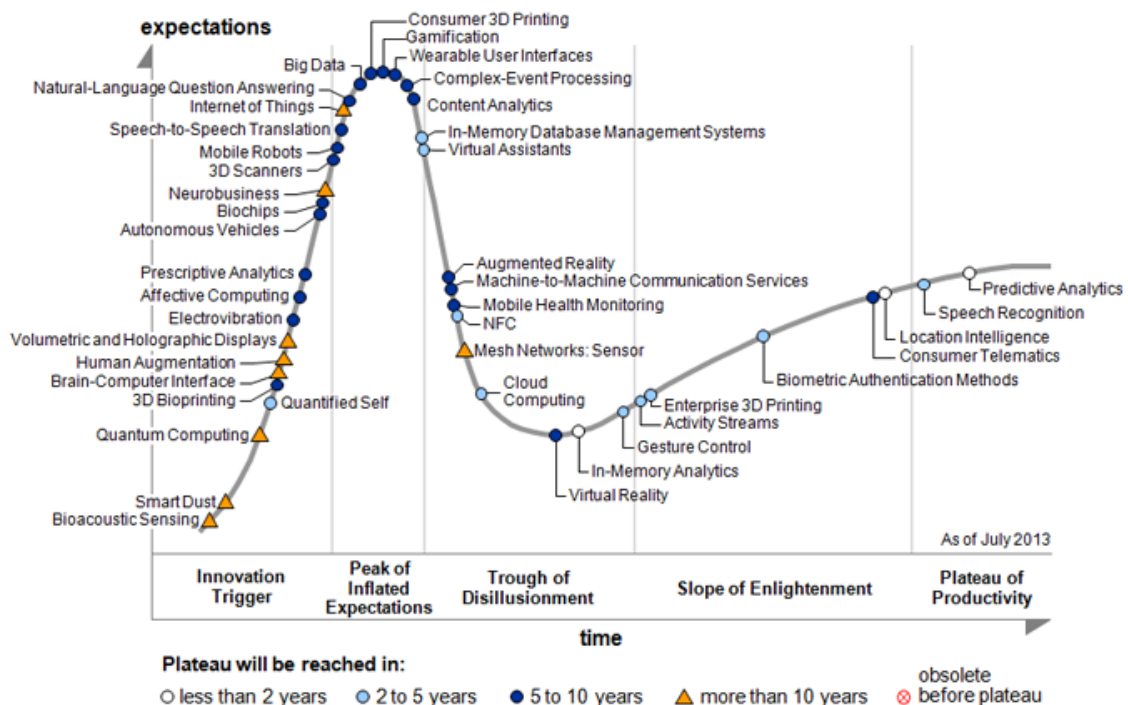 expectations
Consumer 3D Printing
Gamification
Wearable User Interfaces
Big Data
Complex-Event Processing
Natural-Language Question Answering
Content Analytics
Internet of Things
Speech-to-Speech Translation
In-Memory Database Management Systems
Mobile Robots
Virtual Assistants
3D Scanners
Neurobusiness
Biochips
Autonomous Vehicles
Augmented Reality
Prescriptive Analytics
Machine-to-Machine Communication Services
Predictive Analytics
Affective Computing
Mobile Health Monitoring
Speech Recognition
Electrovibration
NFC
Location Intelligence
Volumetric and Holographic Displays
Mesh Networks: Sensor
Consumer Telematics
Human Augmentation
Brain-Computer Interface
Cloud
Computing
Biometric Authentication Methods
3D Bioprinting
Quantified Self
Enterprise 3D Printing
Activity Streams
Quantum Computing
Gesture Control
In-Memory Analytics
Virtual Reality
Smart Dust
Bioacoustic Sensing
As of July 2013
Innovation
Trigger
Peak of
Inflated
Expectations
Trough of
Disillusionment
Slope of Enlightenment
Plateau of
Productivity
time
Plateau will be reached in:
less than 2 years
2 to 5 years
5 to 10 years
more than 10 years
obsolete
before plateau